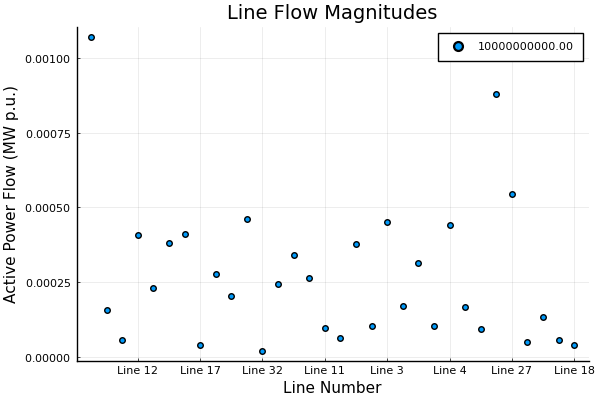 Line Flow Magnitudes
10000000000.00
Active Power Flow (MW p.u.)
0.00100
0.00075
0.00050
0.00025
0.00000
Line 12 Line 17 Line 32 Line 11 Line 3 Line 4 Line 27 Line 18
Line Number